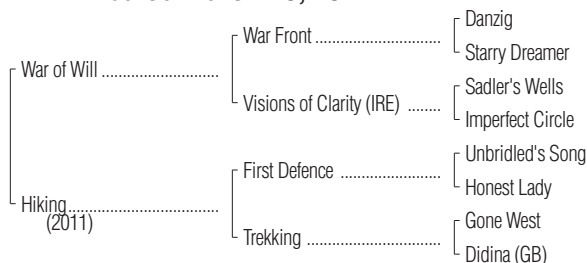 Danzig
War Front
Starry Dreamer
War of Will
Sadler's Wells
Visions of Clarity (IRE)
Imperfect Circle
Unbridled's Song
First Defence
Honest Lady
Hiking
(2011)
Gone West
Trekking
Didina (GB)